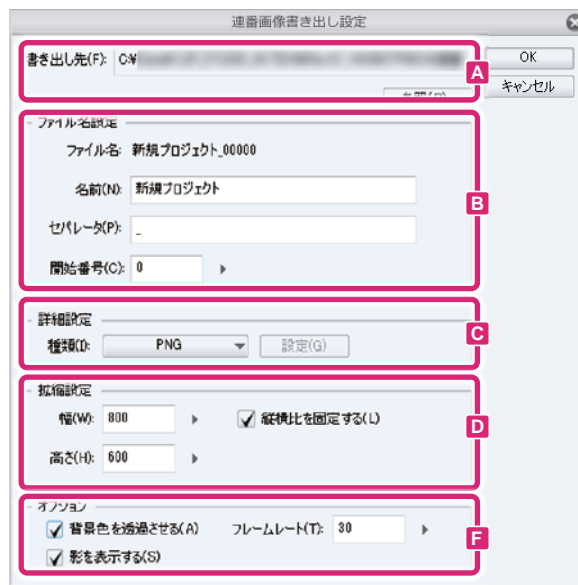 連番画像書き出し設定
書き出し先(F): C:¥
A
OK
キャンセル
ファイル名設定
ファイル名: 新規プロジェクト_00000
名前(N): 新規プロジェクト
B
セパレータ(P): _
開始番号(C): 0
詳細設定
種類(I): PNG 設定(G)
C
拡縮設定
幅(W): 800 縦横比を固定する(L)
D
高さ(H): 600
オプション
背景色を透過させる(A) フレームレート(T): 30
F
影を表示する(S)